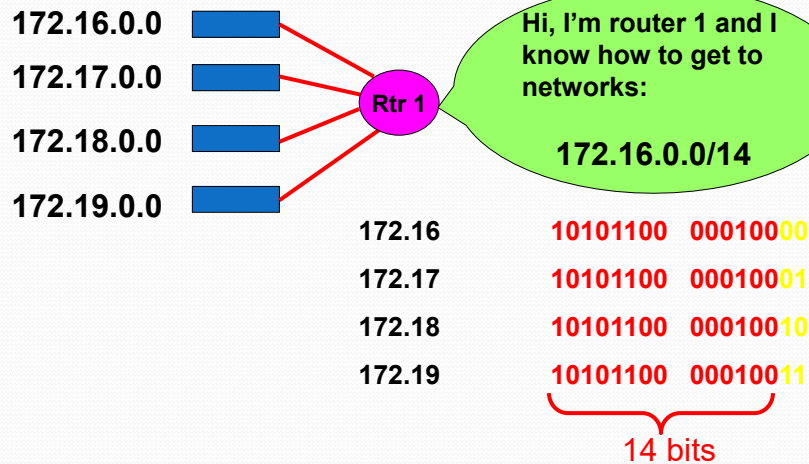 172.16.0.0
172.17.0.0
172.18.0.0
172.19.0.0
Rtr 1
Hi, I’m router 1 and I
know how to get to
networks:
172.16.0.0/14
172.16 10101100 00010000
172.17 10101100 00010001
172.18 10101100 00010010
172.19 10101100 00010011
14 bits